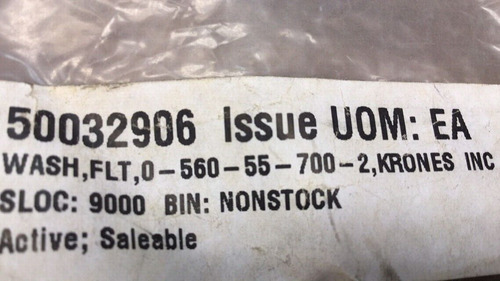 50032906 Issue UOM: EA
WASH,FLT,0-560-55-700-2,KRONES INC
SLOC: 9000 BIN: NONSTOCK
Active; Saleable